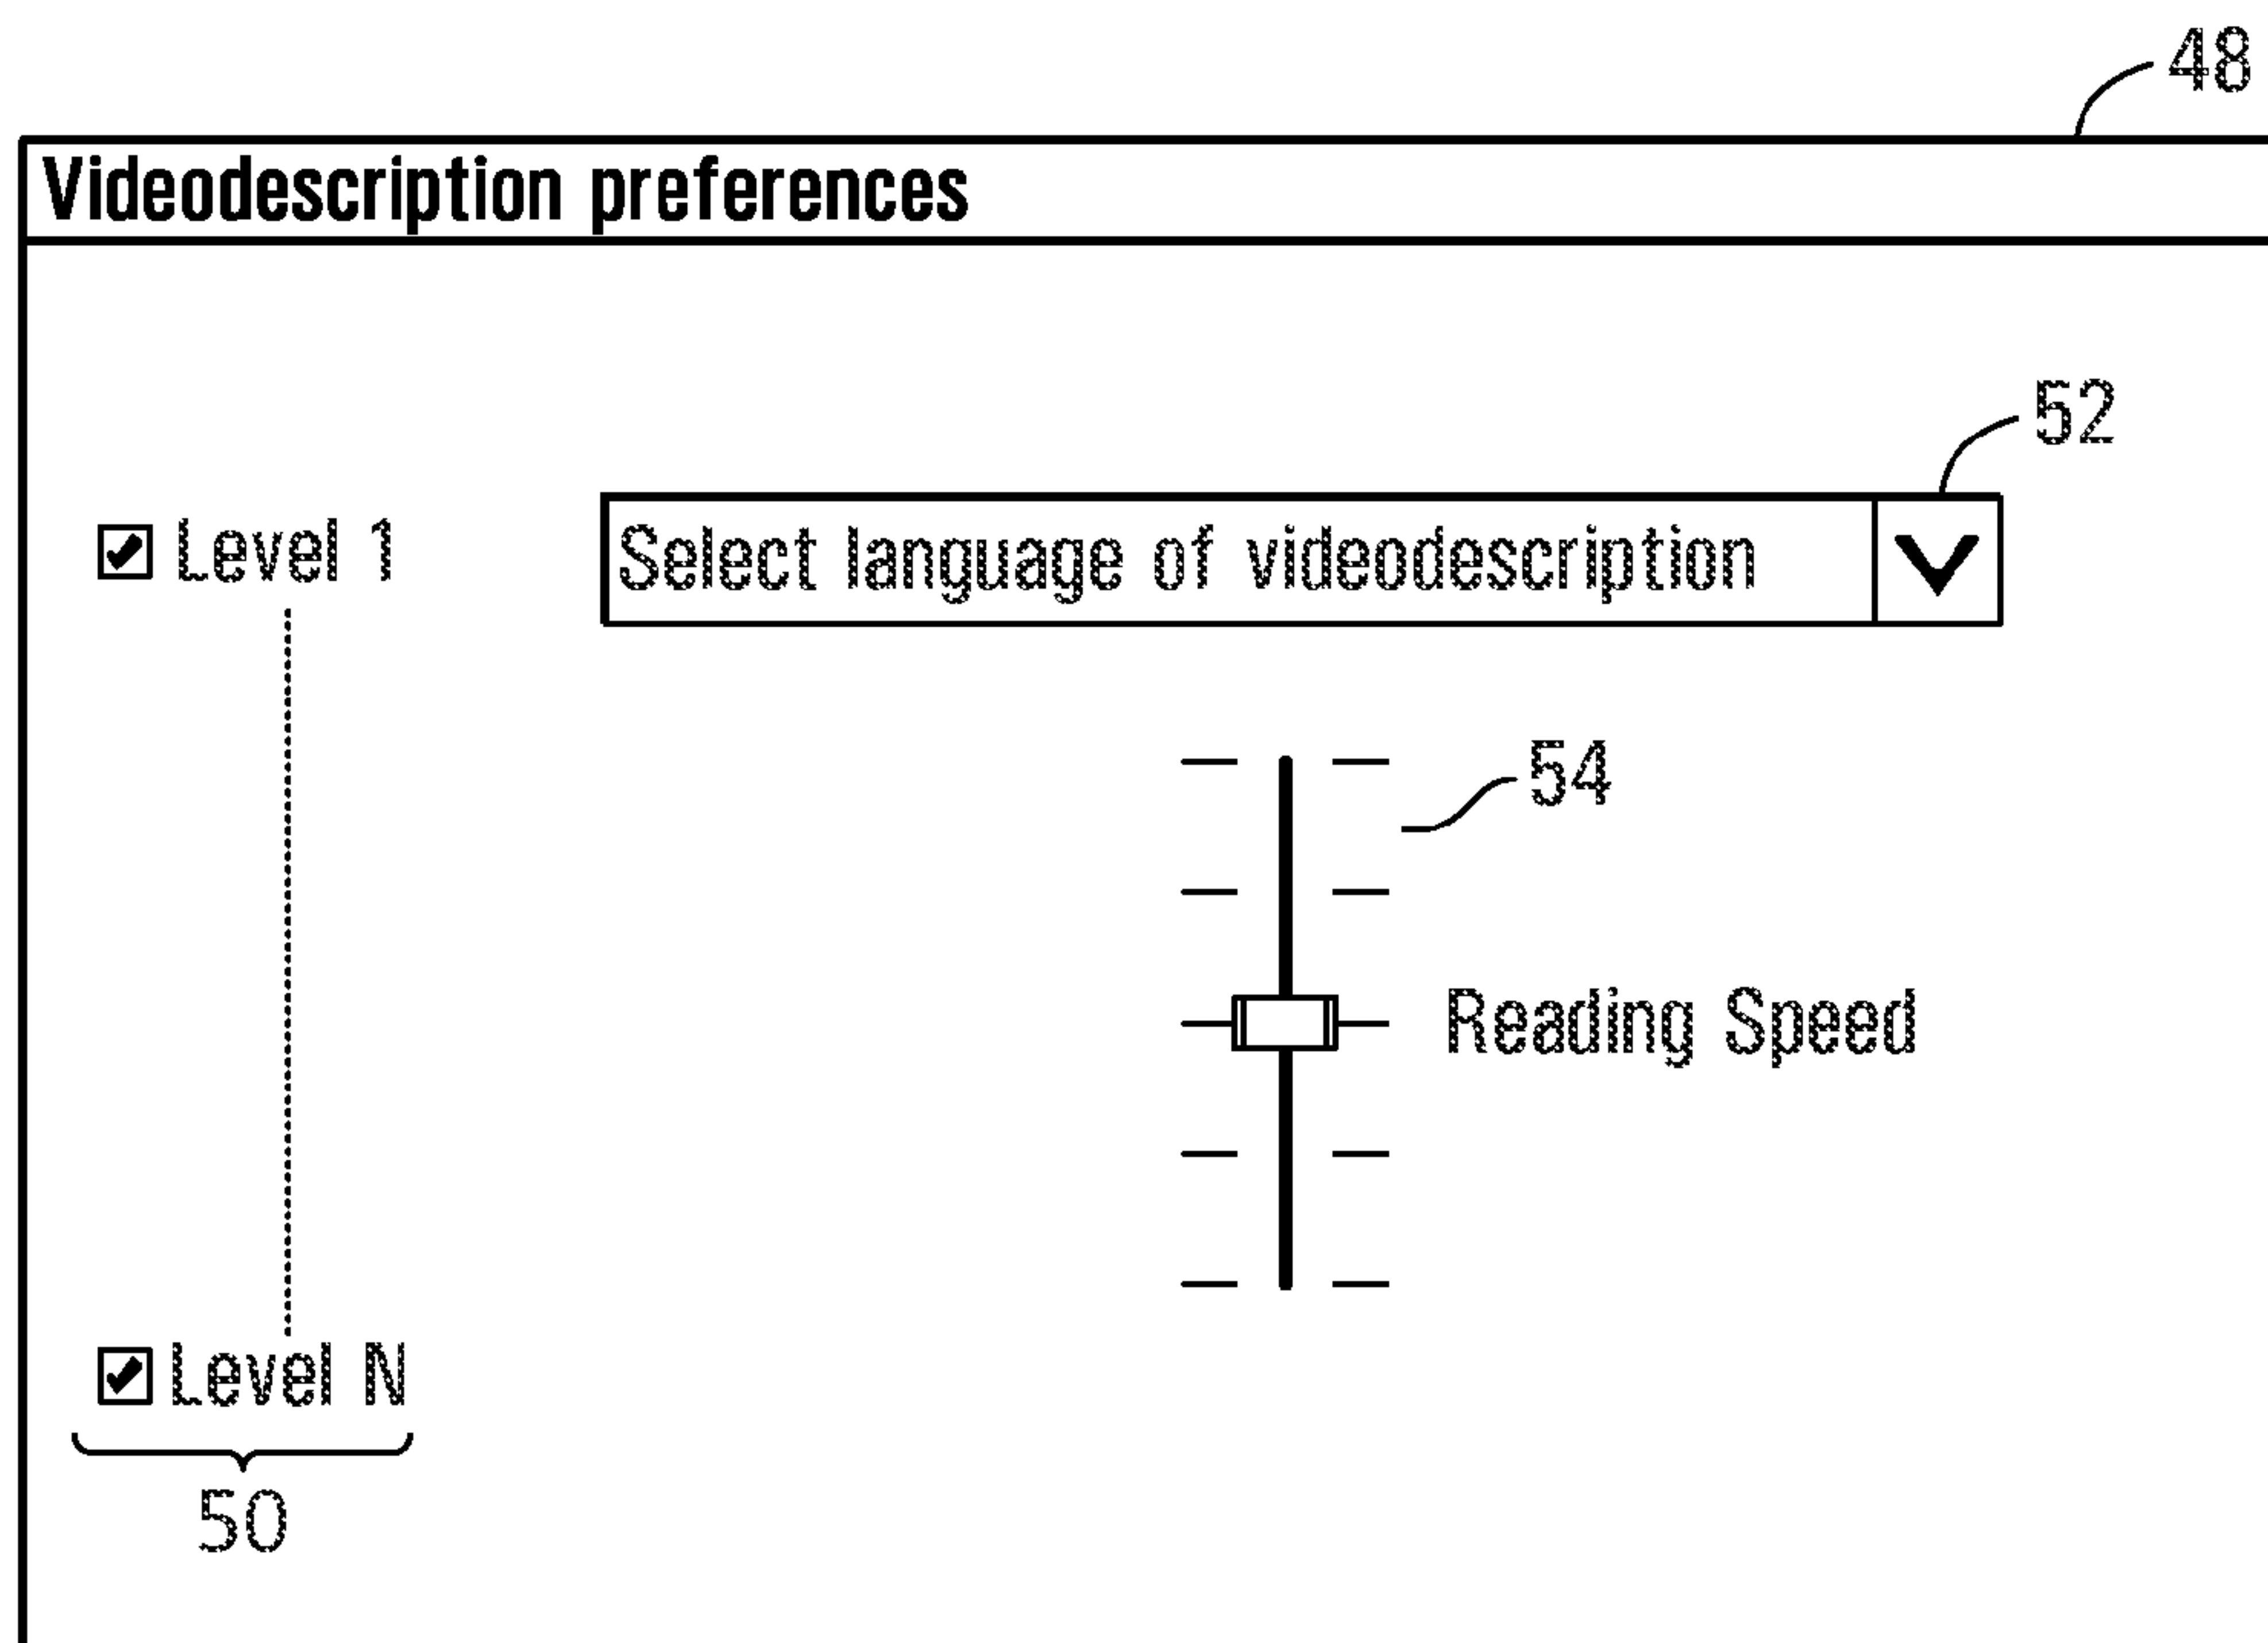 48
Videodescription preferences
52
Level 1
Select language of videodescription
54
Reading Speed
Level N
50